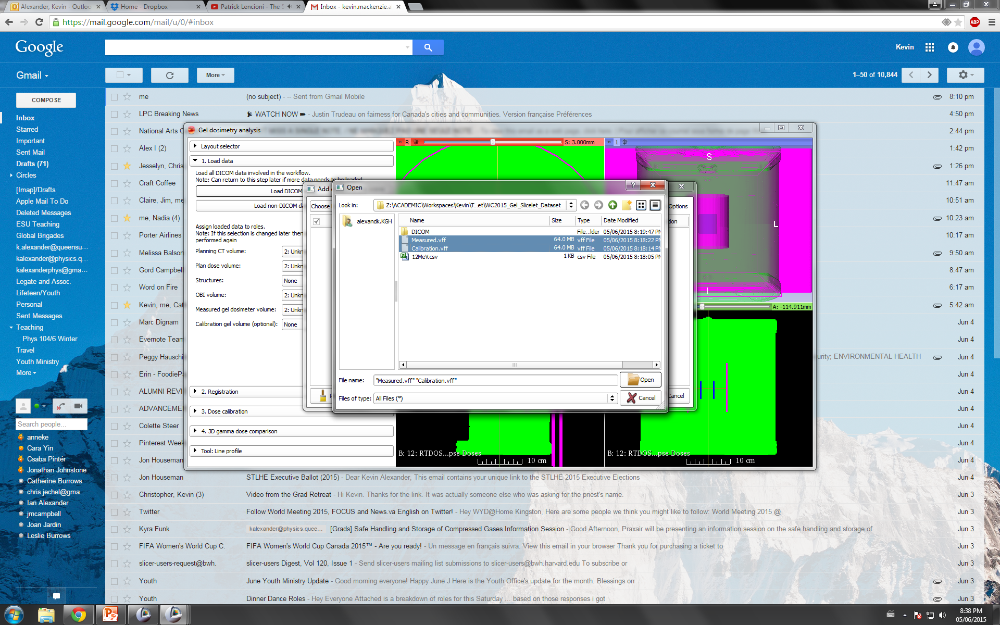 Alexander, Kevin - Outloo
Home - Dropbox
Patrick Lencioni - The
Inbox - kevin.mackenzie.a
https://mail.google.com/mail/u/0/#inbox
ABP
Google
Kevin
Gmail
More
1–50 of 10,844
COMPOSE
Inbox
Starred
Important
Sent Mail
Drafts (71)
Circles
[Imap]/Drafts
Apple Mail To Do
Deleted Messages
ESU Teaching
Global Brigades
k.alexander@queensu...
kalexander@physics.q...
kalexanderphys@gma...
Legate and Assoc.
Lifeteen/Youth
Personal
Sent Messages
Teaching
Phys 104/6 Winter
Travel
Youth Ministry
More
Search people...
anneke
Cara Yin
Csaba Pintér
Jonathan Johnstone
Catherine Burrows
chris.jechel@gma...
Ian Alexander
jmcampbell
Joan Jardin
Leslie Burrows
me (no subject) - -- Sent from Gmail Mobile 8:10 pm
LPC Breaking News WATCH NOW - Justin Trudeau on fairness for Canada's cities and communities. Version française Préférences 4:50 pm
National Arts C 2:44 pm
Alex I (2) 1:42 pm
Jesselyn, Chris 1:26 pm
Craft Coffee 11:47 am
Claire, Jim, me 10:51 am
me, Nadia (4) 10:23 am
Porter Airlines 10:17 am
Melissa Balson 9:50 am
Gord Campbell 8:47 am
Word on Fire 6:17 am
Kevin, me, Cat 5:42 am
Marc Dignam Jun 4
Evernote Team Jun 4
Peggy Hauschi urity; ENVIRONMENTAL HEALTH Jun 4
Erin - FoodiePa Jun 4
ALUMNI REVI Jun 4
ADVANCEME Jun 4
Colette Steer Jun 4
Pinterest Week Jun 4
Jon Houseman Jun 4
Jon Houseman STLHE Executive Ballot (2015) - Dear Kevin Alexander, This email contains your unique link to the STLHE 2015 Executive Elections Jun 4
Christopher, Kevin (3) Video from the Grad Retreat - Hi Kevin. Thanks for the link. It was actually someone else who was asking for the priest's name. Jun 3
Twitter Follow World Meeting 2015, FOCUS and News.va English on Twitter! - Hey WYD@Home Kingston, Here are some people we think you might like to follow: World Meeting 2015 @ Jun 3
Kyra Funk kalexander@physics.quee... [Grads] Safe Handling and Storage of Compressed Gases Information Session - Good Afternoon, Praxair will be presenting an information session on the safe handling and storage of Jun 3
FIFA Women's World Cup C. FIFA Women's World Cup Canada 2015™ - Are you ready! - Un message en français suivra. View this email in your browser Thank you for purchasing a ticket to Jun 3
slicer-users-request@bwh. slicer-users Digest, Vol 120, Issue 1 - Send slicer-users mailing list submissions to slicer-users@bwh.harvard.edu To subscribe or Jun 3
Youth June Youth Ministry Update - Good morning everyone! Happy June J Here is the Youth Office's update for the month. Blessings on Jun 3
Youth Dinner Dance Roles - Hey Everyone Attached is a breakdown of roles for this Saturday ... based on those responses i got Jun 3
Gel dosimetry analysis
Layout selector
1. Load data
Load all DICOM data involved in the workflow.
Note: Can return to this step later if more data needs to be loaded
Load DICOM
Load non-DICOM da
Assign loaded data to roles.
Note: If this selection is changed later then
performed again
Planning CT volume: 2: Unkn
Plan dose volume: 2: Unkn
Structures: None
OBI volume: 2: Unkn
Measured gel dosimeter volume: 2: Unkn
Calibration gel volume (optional): None
2. Registration
3. Dose calibration
4. 3D gamma dose comparison
Tool: Line profile
R S: 3.000mm
1
S
L
I
A: -114.911mm
B: 12: RTDOS...pse Doses
10 cm
B: 12: RTDOS...pse Doses
10 cm
Add
Choose
Options
tion
Cancel
Open
Look in: Z:\ACADEMIC\Workspaces\Kevin\T...et\WC2015_Gel_Slicelet_Dataset
alexandk.KGH
Name Size Type Date Modified
DICOM File...lder 05/06/2015 8:19:47 PM
Measured.vff 64.0 MB vff File 05/06/2015 8:18:22 PM
Calibration.vff 64.0 MB vff File 05/06/2015 8:18:14 PM
12MeV.csv 1 KB csv File 05/06/2015 8:18:05 PM
File name: "Measured.vff" "Calibration.vff" Open
Files of type: All Files (*) Cancel
8:38 PM
05/06/2015